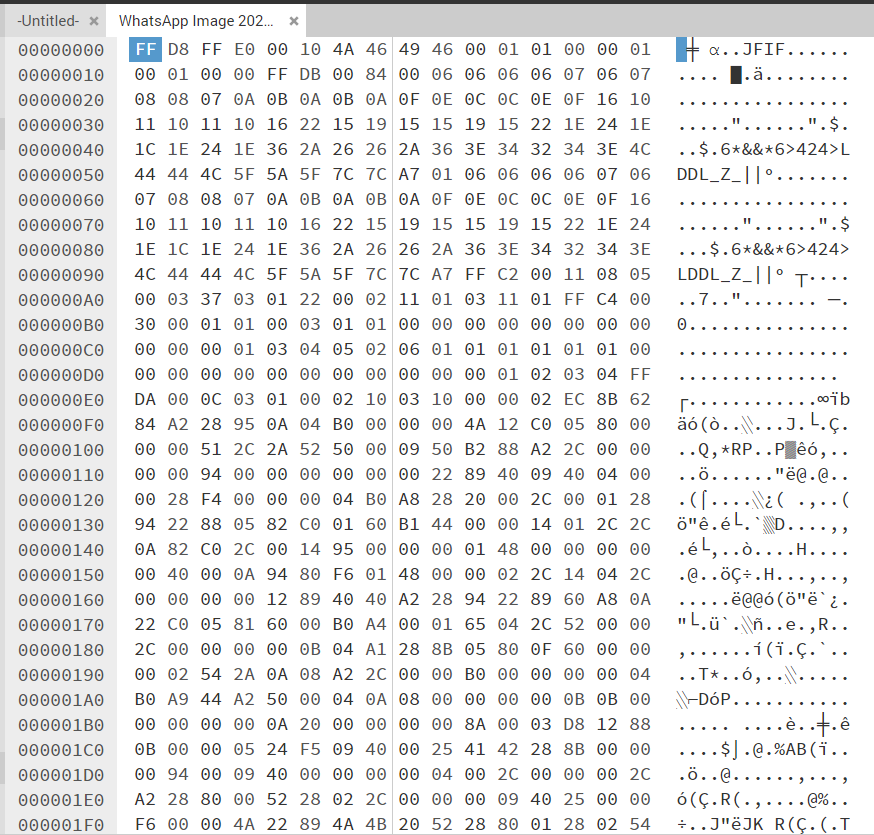 -Untitled- × WhatsApp Image 202... ×
00000000 FF D8 FF E0 00 10 4A 46 49 46 00 01 01 00 00 01 █╪ α..JFIF......
00000010 00 01 00 00 FF DB 00 84 00 06 06 06 06 07 06 07 .... █.ä........
00000020 08 08 07 0A 0B 0A 0B 0A 0F 0E 0C 0C 0E 0F 16 10 ................
00000030 11 10 11 10 16 22 15 19 15 15 19 15 22 1E 24 1E .....".....".$.
00000040 1C 1E 24 1E 36 2A 26 26 2A 36 3E 34 32 34 3E 4C ..$.6*&&*6>424>L
00000050 44 44 4C 5F 5A 5F 7C 7C A7 01 06 06 06 06 07 06 DDL_Z_||º.......
00000060 07 08 08 07 0A 0B 0A 0B 0A 0F 0E 0C 0C 0E 0F 16 ................
00000070 10 11 10 11 10 16 22 15 19 15 15 19 15 22 1E 24 ......"......".$
00000080 1E 1C 1E 24 1E 36 2A 26 26 2A 36 3E 34 32 34 3E ...$.6*&&*6>424>
00000090 4C 44 44 4C 5F 5A 5F 7C 7C A7 FF C2 00 11 08 05 LDDL_Z_||º ┬....
000000A0 00 03 37 03 01 22 00 02 11 01 03 11 01 FF C4 00 ..7..".......  ─.
000000B0 30 00 01 01 00 03 01 01 00 00 00 00 00 00 00 00 0...............
000000C0 00 00 00 01 03 04 05 02 06 01 01 01 01 01 01 00 ................
000000D0 00 00 00 00 00 00 00 00 00 00 01 02 03 04 FF ...............
000000E0 DA 00 0C 03 01 00 02 10 03 10 00 00 02 EC 8B 62 ┌............∞ïb
000000F0 84 A2 28 95 0A 04 B0 00 00 00 00 4A 12 C0 05 80 00 äó(ò..░....J.└.Ç.
00000100 00 00 51 2C 2A 52 50 00 09 50 B2 88 A2 2C 00 00 ..Q,*RP..P▓êó,..
00000110 00 00 94 00 00 00 00 00 00 22 89 40 09 40 04 00 ..ö......"ë@.@..
00000120 00 28 F4 00 00 00 04 B0 A8 28 20 00 2C 00 01 28 .(⌠....░¿( .,..(
00000130 94 22 88 05 82 C0 01 60 B1 44 00 00 14 01 2C 2C ö"ê.é└.`▒D....,,
00000140 0A 82 C0 2C 00 14 95 00 00 00 01 48 00 00 00 00 .é└,..ò....H....
00000150 00 40 00 0A 94 80 F6 01 48 00 00 02 2C 14 04 2C .@..öÇ÷.H...,..,
00000160 00 00 00 00 12 89 40 40 A2 28 94 22 89 60 A8 0A .....ë@@ó(ö"ë`¿.
00000170 22 C0 05 81 60 00 B0 A4 00 01 65 04 2C 52 00 00 "└.ü`.░ñ..e.,R..
00000180 2C 00 00 00 00 0B 04 A1 28 8B 05 80 0F 60 00 00 ,......í(ï.Ç.`..
00000190 00 02 54 2A 0A 08 A2 2C 00 00 B0 00 00 00 00 04 ..T*..ó,..░.....
000001A0 B0 A9 44 A2 50 00 04 0A 08 00 00 00 00 0B 0B 00 ░⌐DóP...........
000001B0 00 00 00 00 0A 20 00 00 00 00 8A 00 03 D8 12 88 ..... ....è..╪.ê
000001C0 0B 00 00 05 24 F5 09 40 00 25 41 42 28 8B 00 00 ....$⌡.@.%AB(ï..
000001D0 00 94 00 09 40 00 00 00 00 04 00 2C 00 00 00 2C .ö..@......,...,
000001E0 A2 28 80 00 52 28 02 2C 00 00 00 09 40 25 00 00 ó(Ç.R(.,....@%..
000001F0 F6 00 00 4A 22 89 4A 4B 20 52 28 80 01 28 02 54 ÷..J"ëJK R(Ç.(.T